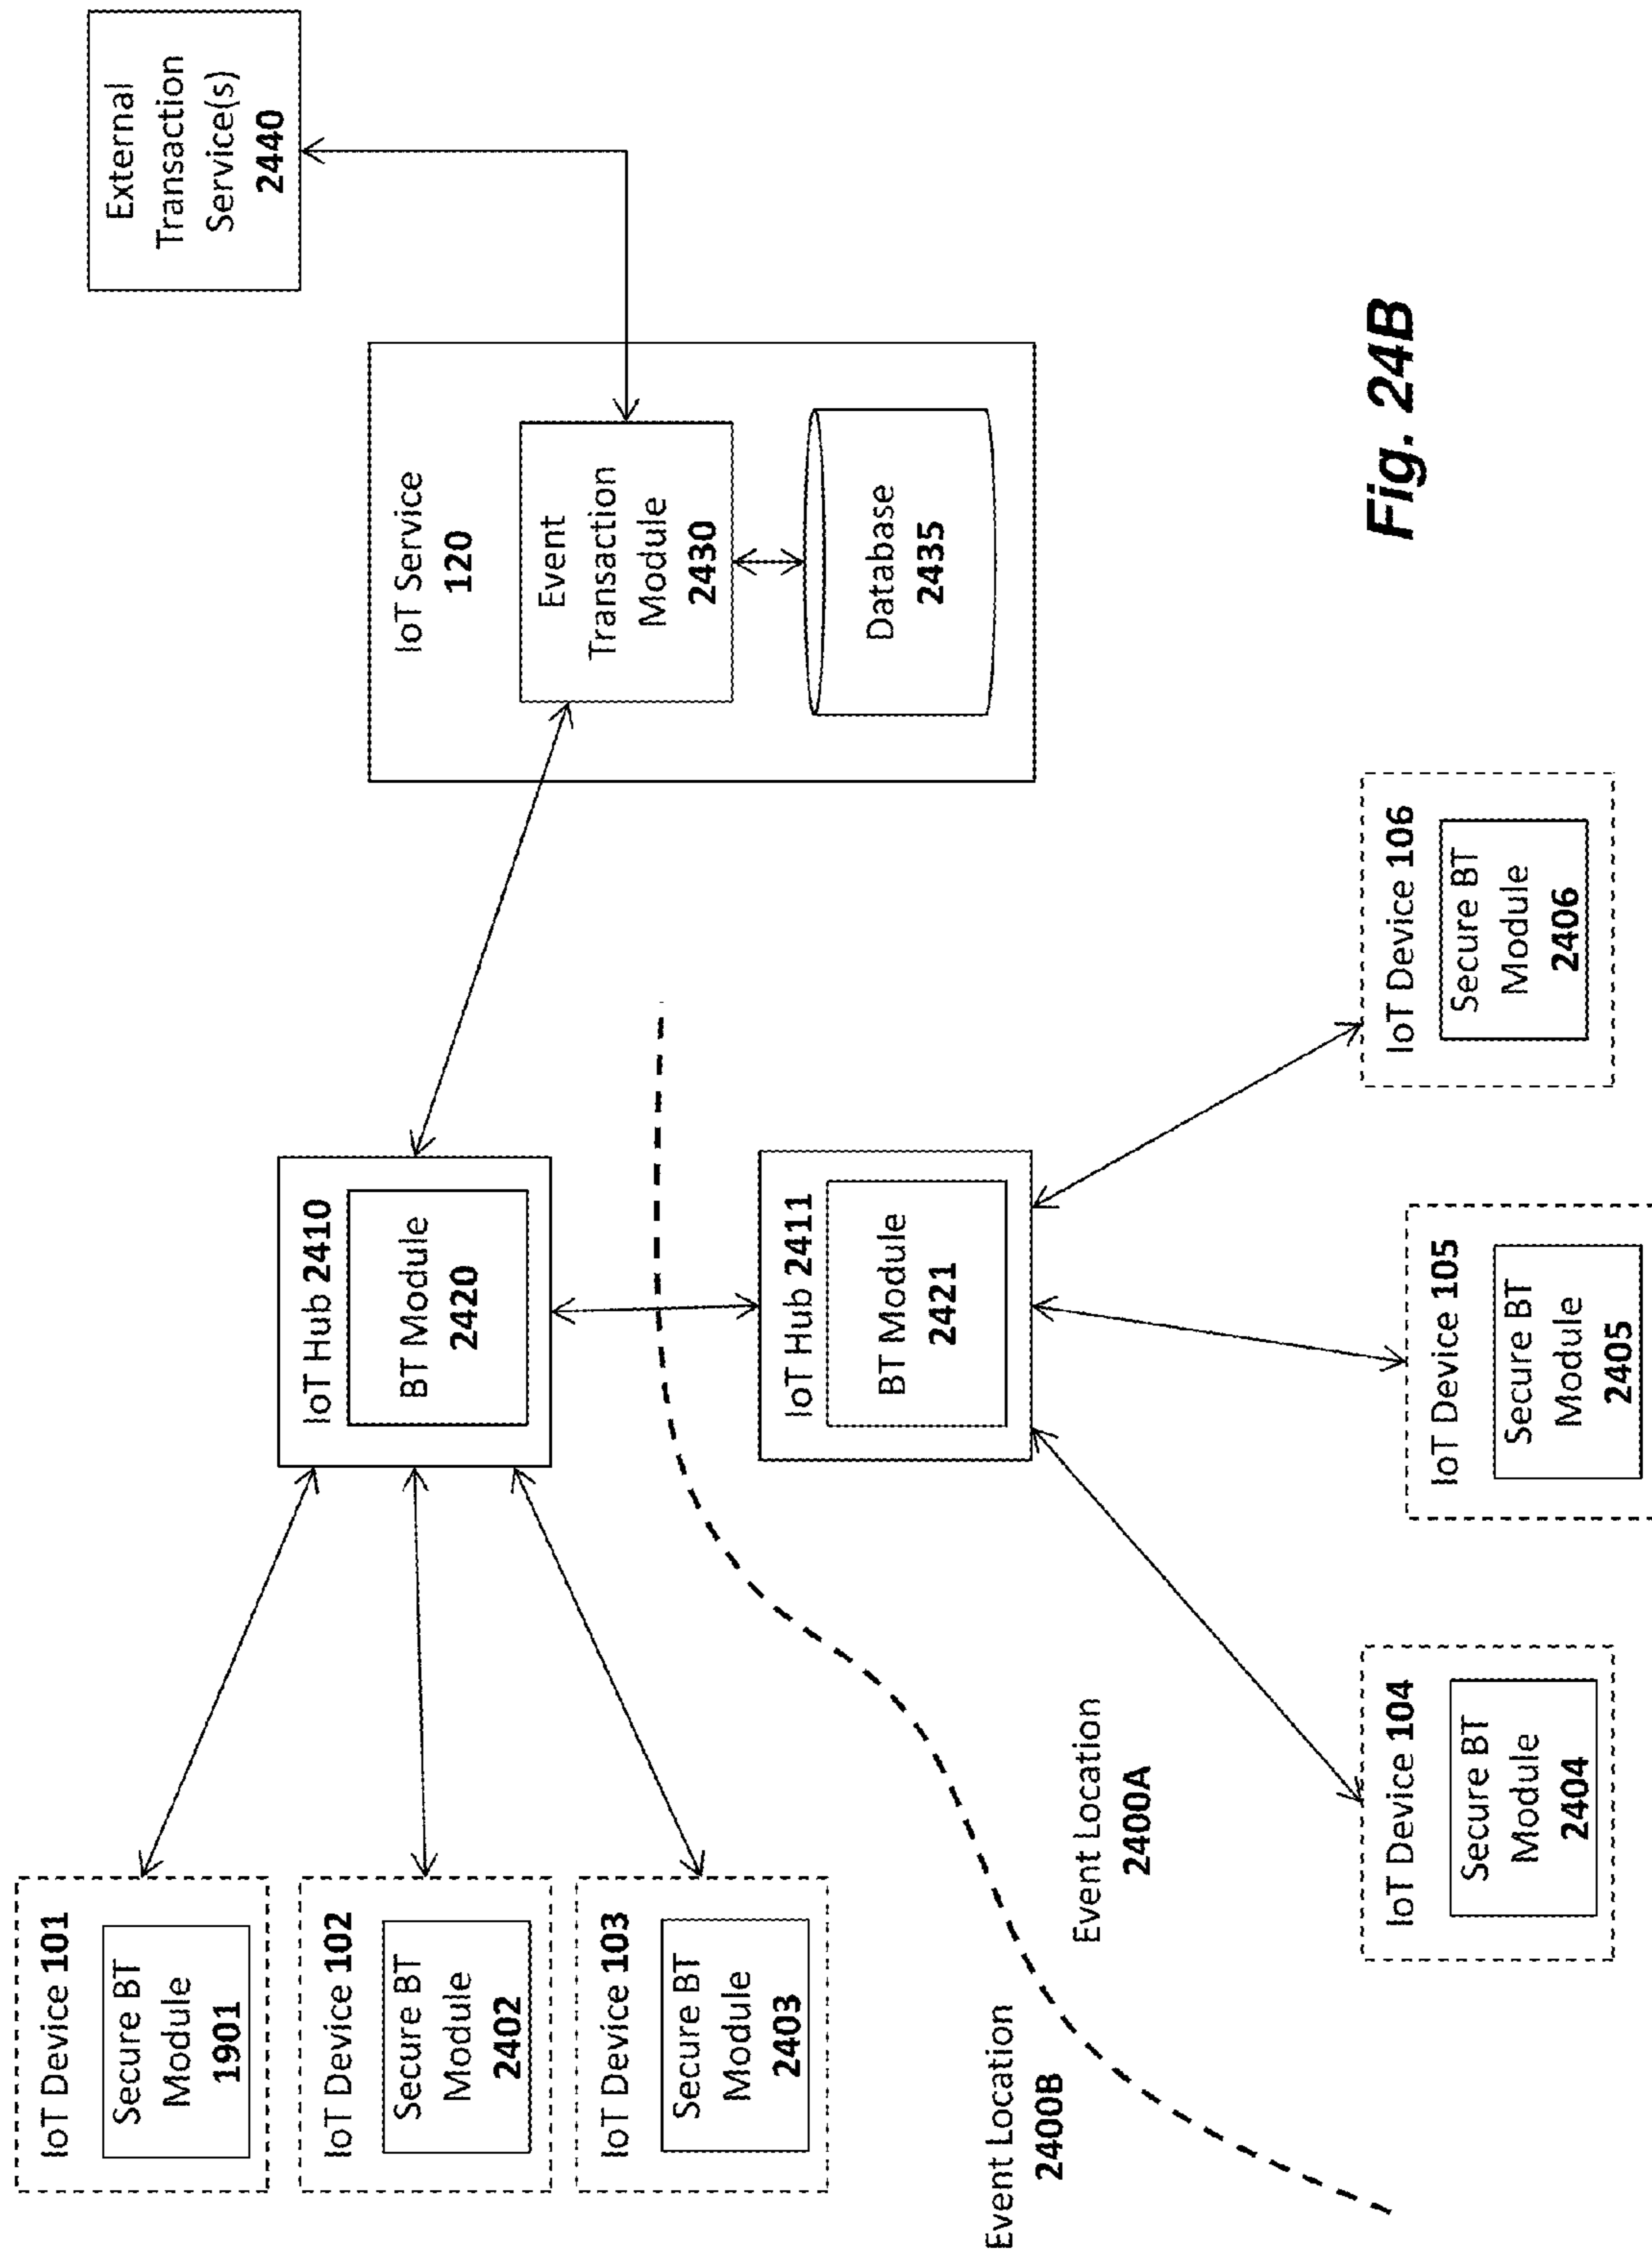 IoT Device 101
Secure BT
Module
1901
IoT Device 102
Secure BT
Module
2402
IoT Device 103
Secure BT
Module
2403
IoT Hub 2410
BT Module
2420
External
Transaction
Service(s)
2440
IoT Service
120
Event
Transaction
Module
2430
Database
2435
Event Location
2400B
Event Location
2400A
IoT Hub 2411
BT Module
2421
IoT Device 104
Secure BT
Module
2404
IoT Device 105
Secure BT
Module
2405
IoT Device 106
Secure BT
Module
2406
Fig. 24B